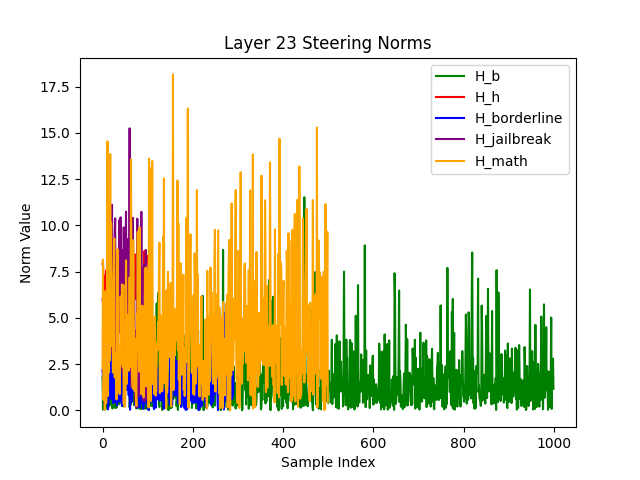 Layer 23 Steering Norms
H_b
H_h
H_borderline
H_jailbreak
H_math
Norm Value
17.5
15.0
12.5
10.0
7.5
5.0
2.5
0.0
0
200
400
600
800
1000
Sample Index